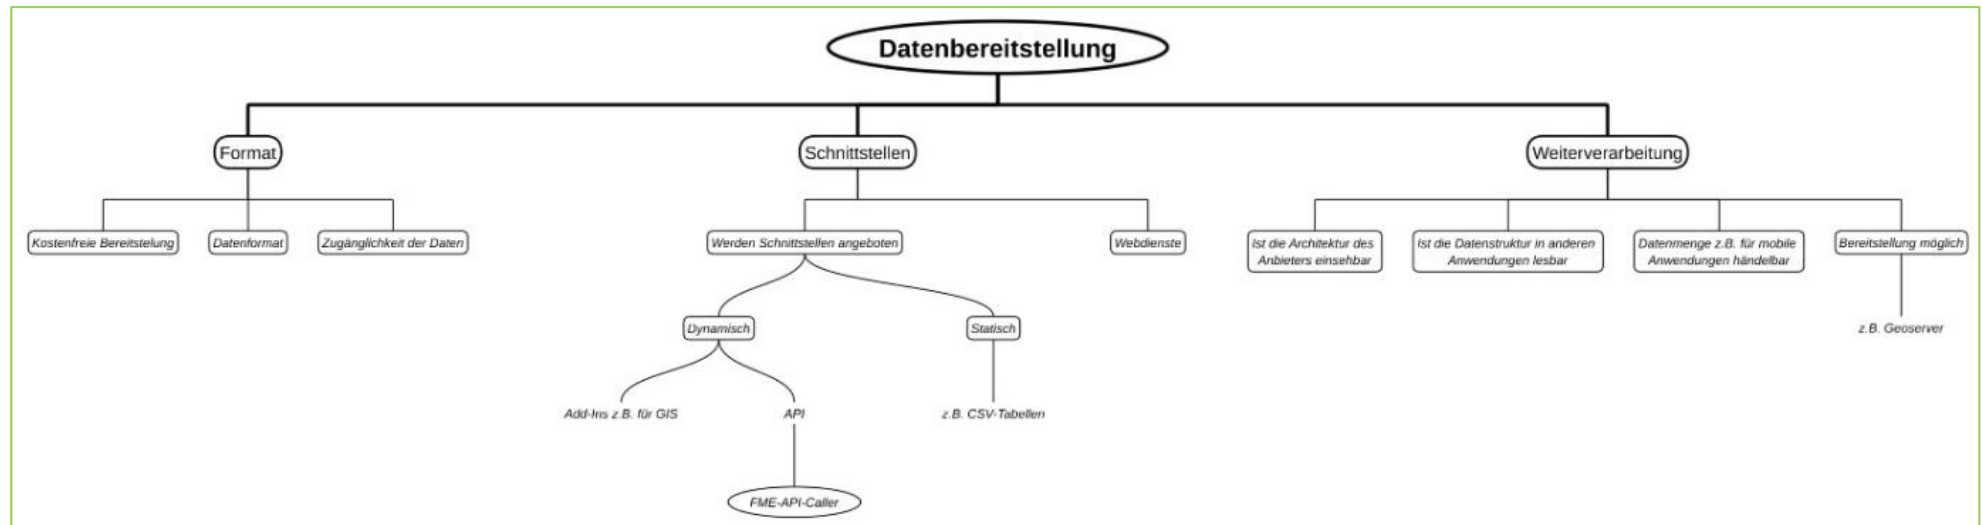 Datenbereitstellung
Format
Schnittstellen
Weiterverarbeitung
Kostenfreie Bereitstelung
Datenformat
Zugänglichkeit der Daten
Werden Schnittstellen angeboten
Webdienste
Ist die Architektur des
Anbieters einsehbar
Ist die Datenstruktur in anderen
Anwendungen lesbar
Datenmenge z.B. für mobile
Anwendungen händelbar
Bereitstellung möglich
Dynamisch
Statisch
z.B. Geoserver
Add-Ins z.B. für GIS
API
z.B. CSV-Tabellen
FME-API-Caller